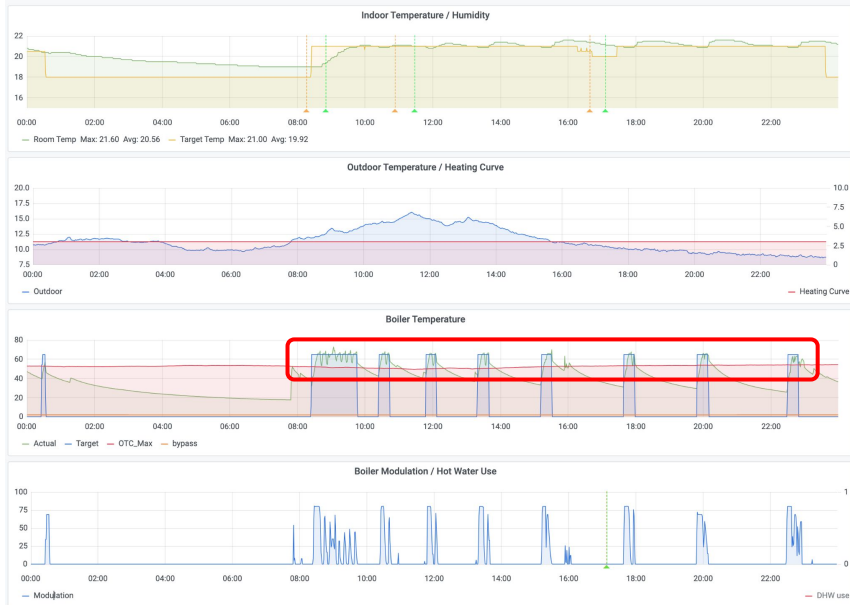 Indoor Temperature / Humidity
22
20
18
16
00:00 02:00 04:00 06:00 08:00 10:00 12:00 14:00 16:00 18:00 20:00 22:00
Room Temp Max: 21.60 Avg: 20.56 Target Temp Max: 21.00 Avg: 19.92
Outdoor Temperature / Heating Curve
20.0 10.0
17.5 7.5
15.0 5.0
12.5
10.0 2.5
7.5 0
00:00 02:00 04:00 06:00 08:00 10:00 12:00 14:00 16:00 18:00 20:00 22:00
Outdoor Heating Curve
Boiler Temperature
80
60
40
20
0
00:00 02:00 04:00 06:00 08:00 10:00 12:00 14:00 16:00 18:00 20:00 22:00
Actual Target OTC_Max bypass
Boiler Modulation / Hot Water Use
100 1
75
50
25
0 0
00:00 02:00 04:00 06:00 08:00 10:00 12:00 14:00 16:00 18:00 20:00 22:00
Modulation DHW use